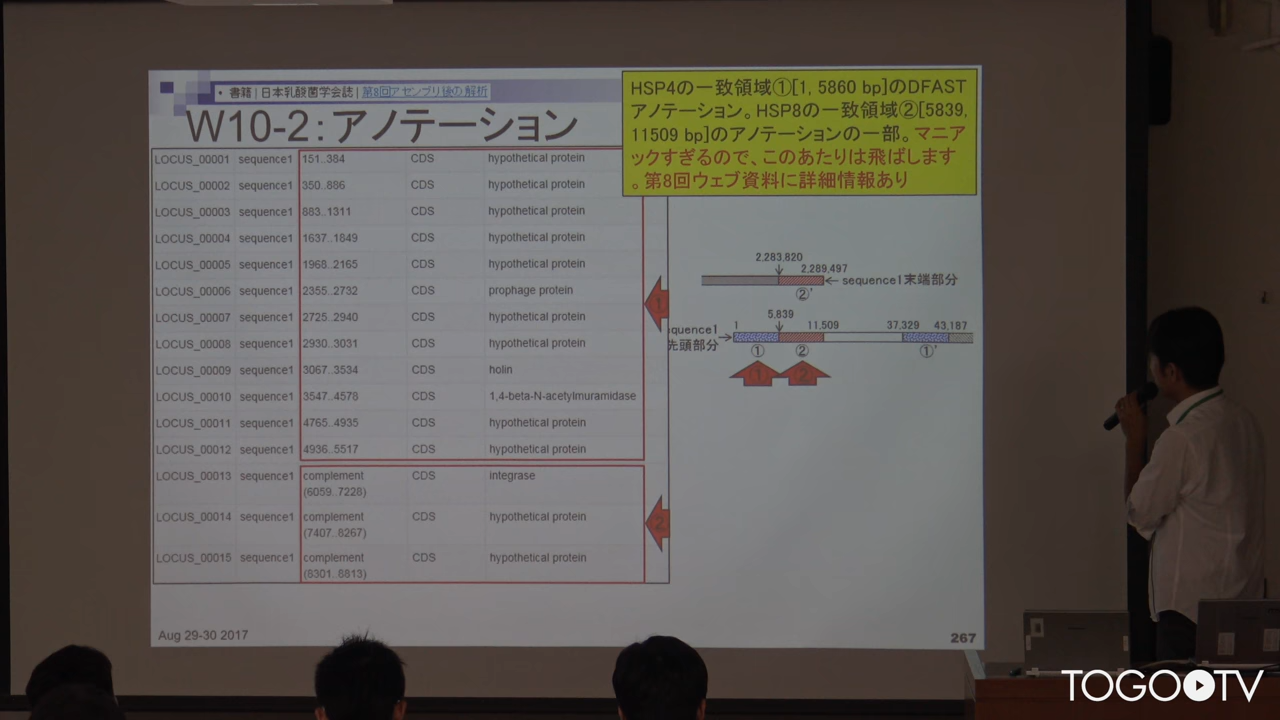 ・書籍 | 日本乳酸菌学会誌 | 第8回アセンブリ後の解析
W10-2：アノテーション
HSP4の一致領域①[1, 5860 bp]のDFAST
アノテーション。HSP8の一致領域②[5839,
11509 bp]のアノテーションの一部。マニア
ックすぎるので、このあたりは飛ばします
。第8回ウェブ資料に詳細情報あり
LOCUS_00001 sequence1 151..384 CDS hypothetical protein
LOCUS_00002 sequence1 350..886 CDS hypothetical protein
LOCUS_00003 sequence1 883..1311 CDS hypothetical protein
LOCUS_00004 sequence1 1637..1849 CDS hypothetical protein
LOCUS_00005 sequence1 1968..2165 CDS hypothetical protein
LOCUS_00006 sequence1 2355..2732 CDS prophage protein
LOCUS_00007 sequence1 2725..2940 CDS hypothetical protein
LOCUS_00008 sequence1 2930..3031 CDS hypothetical protein
LOCUS_00009 sequence1 3067..3534 CDS holin
LOCUS_00010 sequence1 3547..4578 CDS 1,4-beta-N-acetylmuramidase
LOCUS_00011 sequence1 4765..4935 CDS hypothetical protein
LOCUS_00012 sequence1 4936..5517 CDS hypothetical protein
LOCUS_00013 sequence1 complement CDS integrase
(6059..7228)
LOCUS_00014 sequence1 complement CDS hypothetical protein
(7407..8267)
LOCUS_00015 sequence1 complement CDS hypothetical protein
(8301..8813)
①
②
2,283,820
2,289,497
sequence1末端部分
②'
5,839
equence1 1 11,509 37,329 43,187
先頭部分
① ② ①'
① ②
Aug 29-30 2017
267
TOGOTV